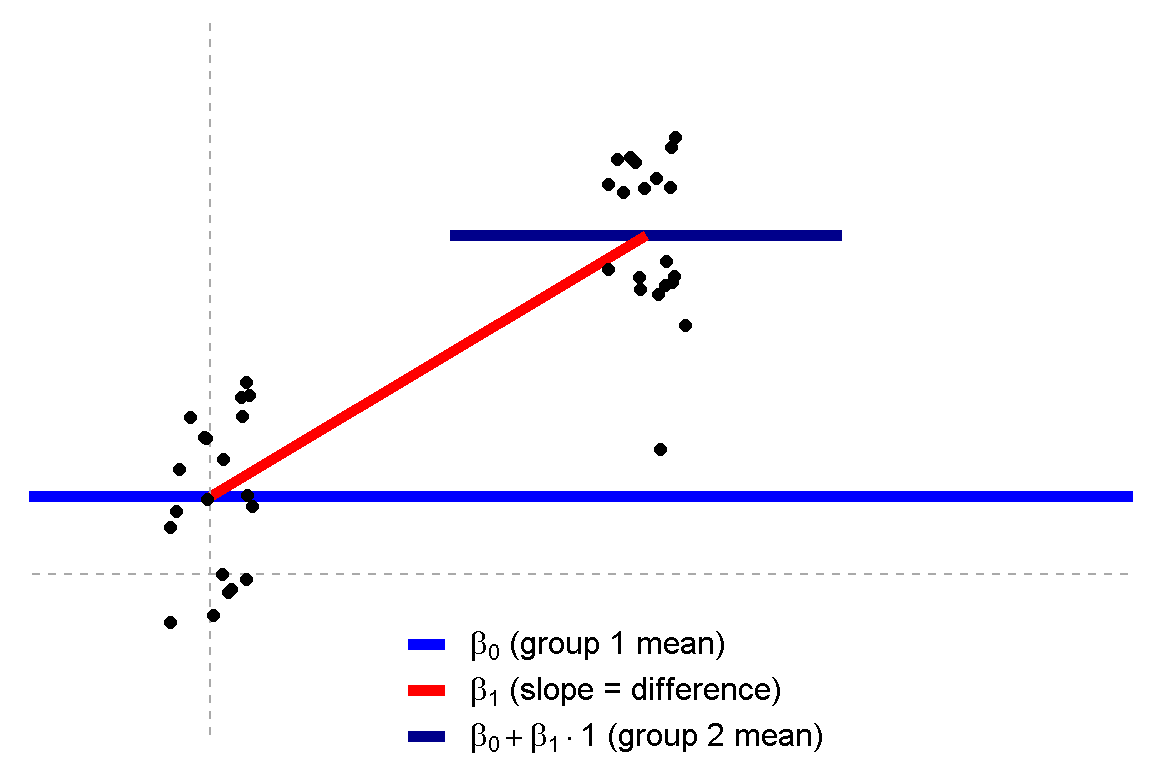 β₀ (group 1 mean)
β₁ (slope = difference)
β₀ + β₁ · 1 (group 2 mean)